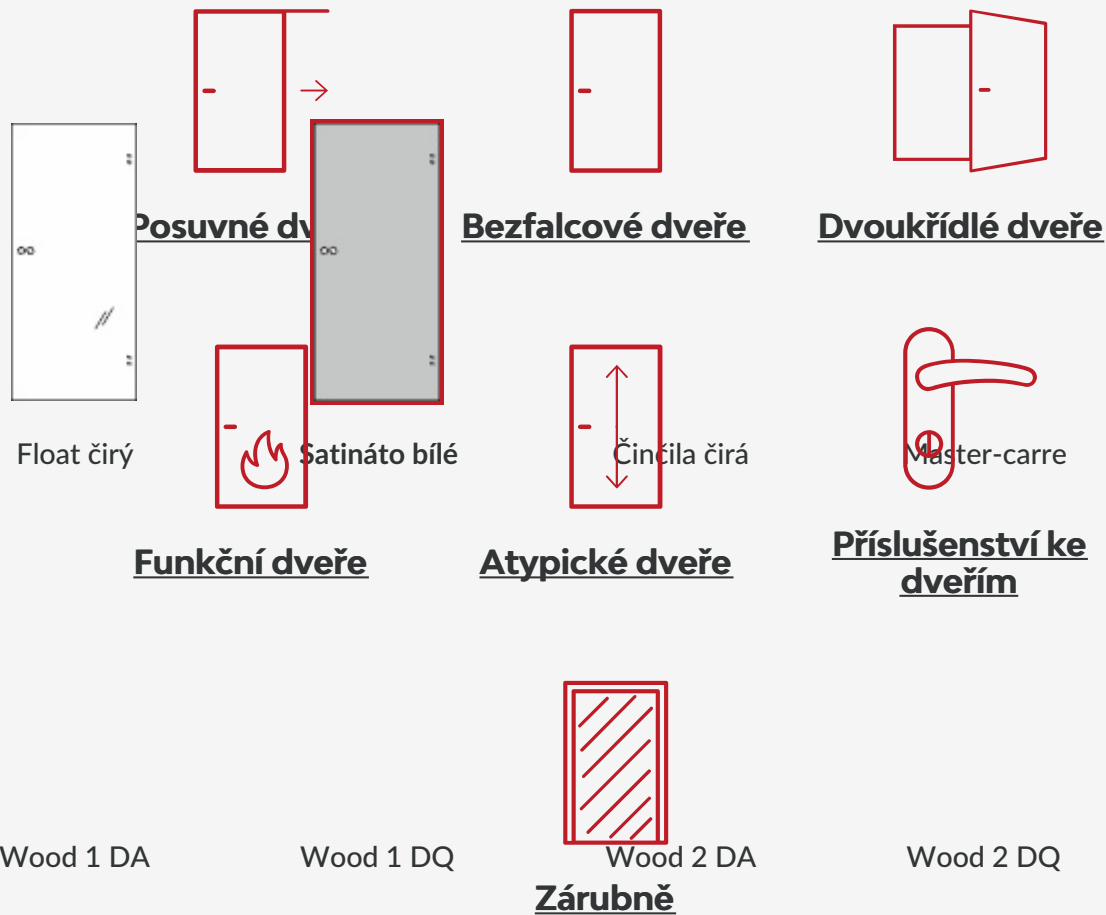 Posuvné dv
Bezfalcové dveře
Dvoukřídlé dveře
Float čirý
Satináto bílé
Činčila čirá
Master-carre
Funkční dveře
Atypické dveře
Příslušenství ke
dveřím
Wood 1 DA
Wood 1 DQ
Wood 2 DA
Wood 2 DQ
Zárubně